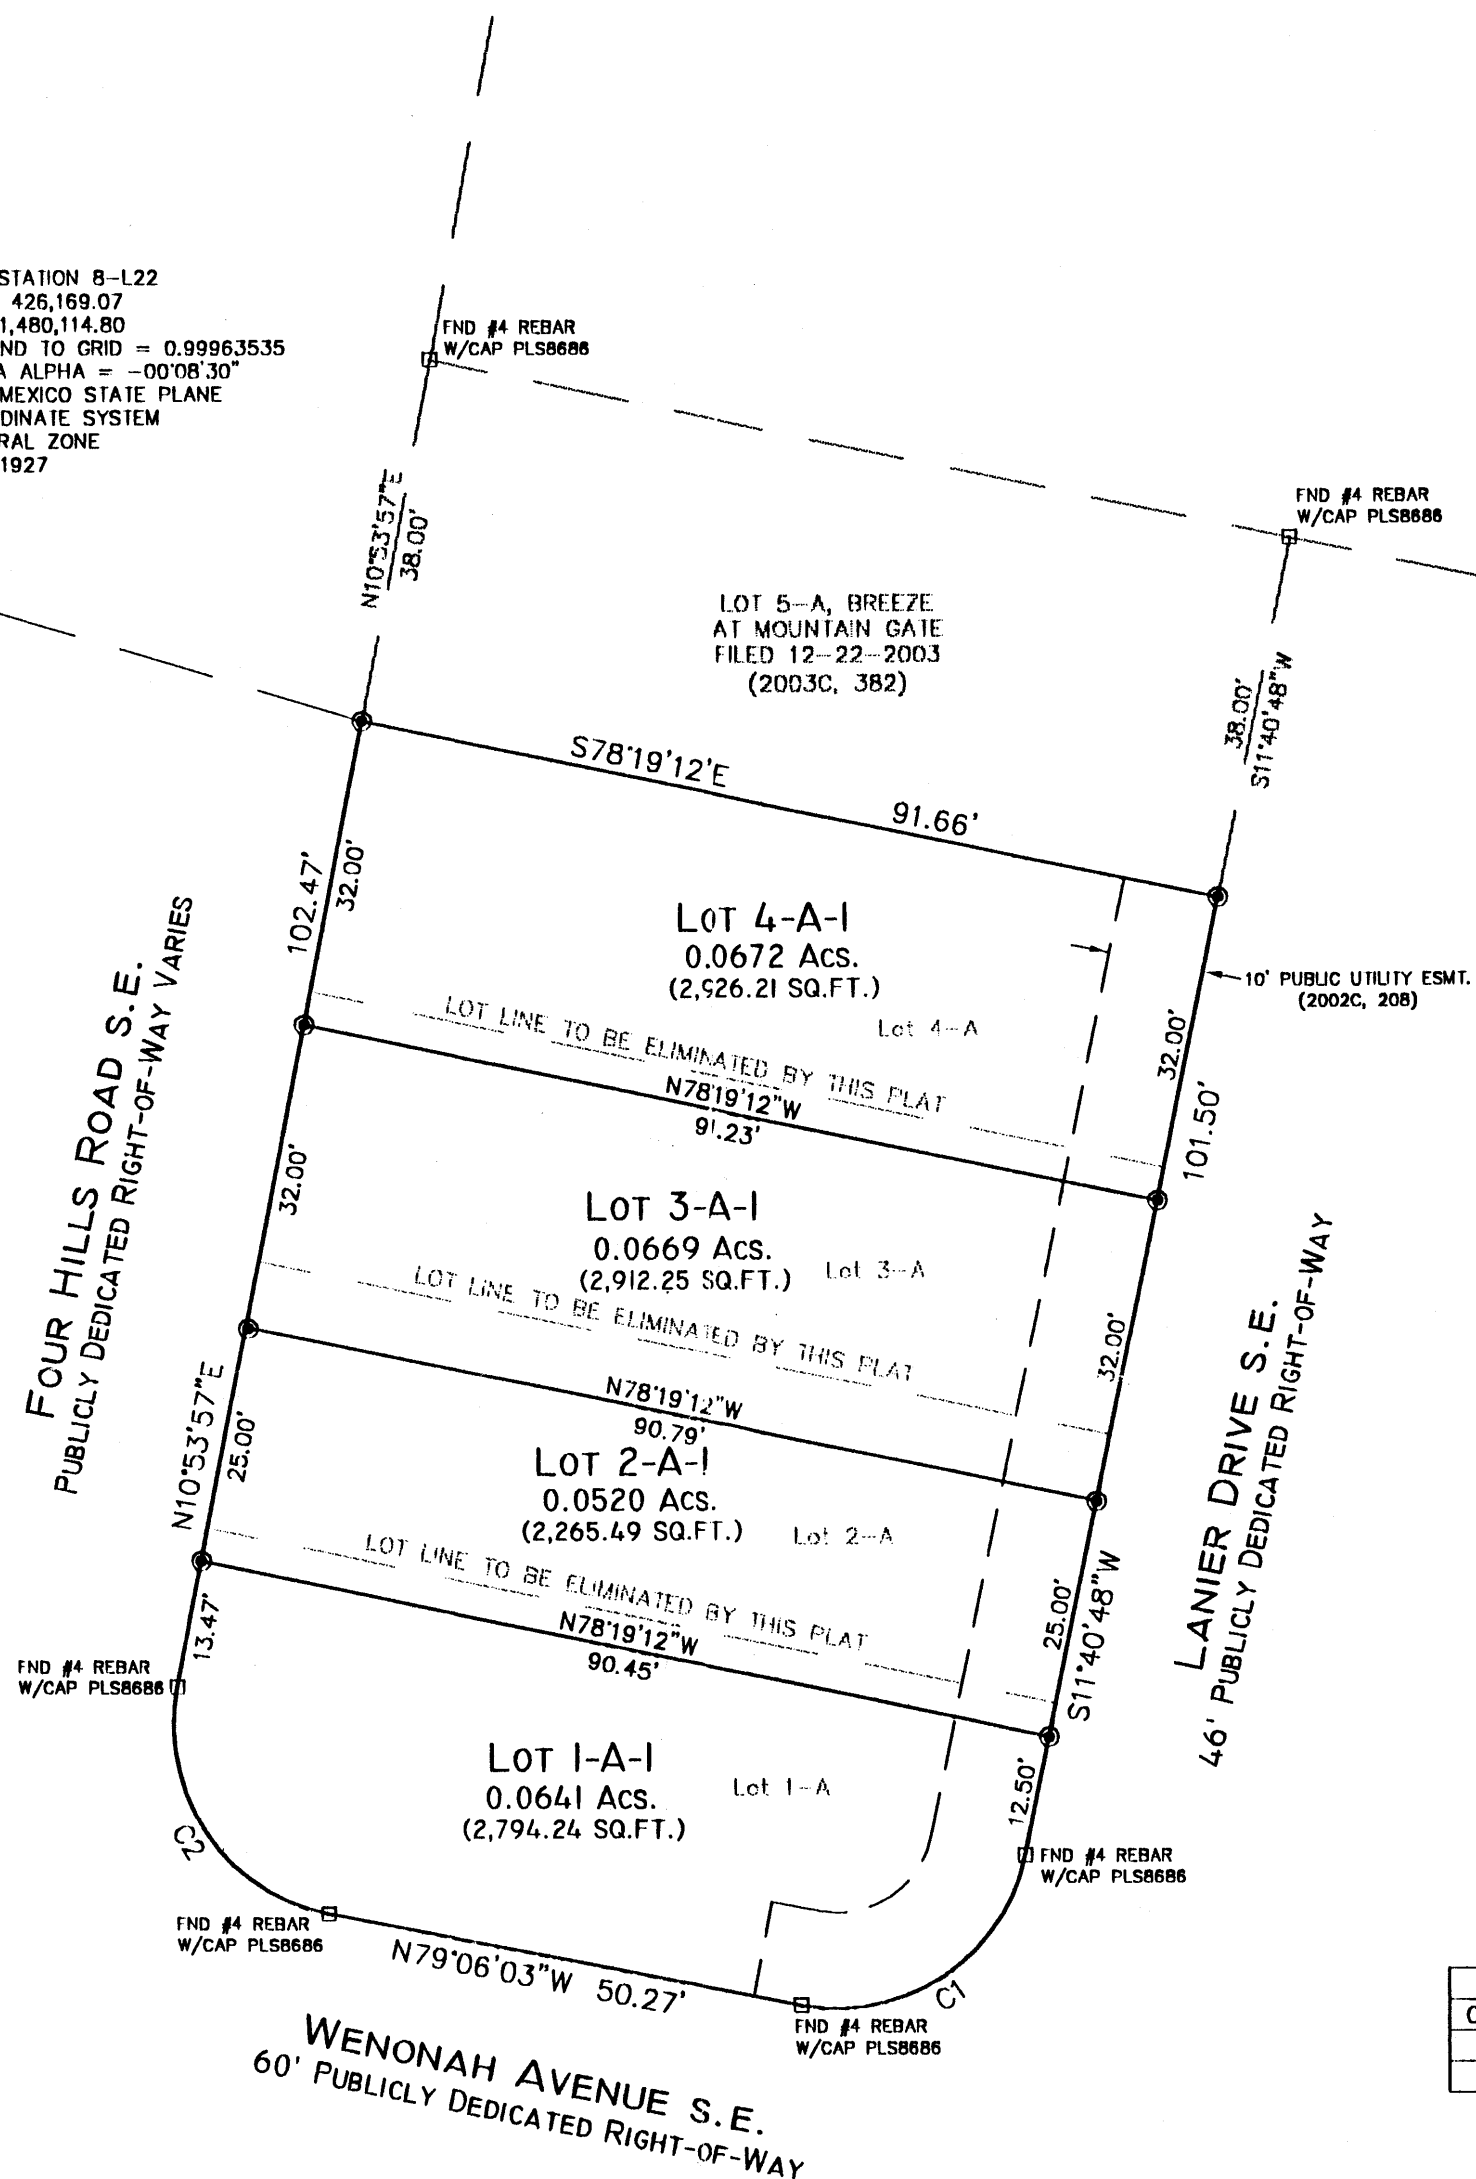 STATION 8-L22
426,169.07
1,480,114.80
ND TO GRID = 0.99963535
A ALPHA = -00°08'30"
MEXICO STATE PLANE
DINATE SYSTEM
RAL ZONE
1927
FND #4 REBAR
W/CAP PLS8686
FND #4 REBAR
W/CAP PLS8686
N10°53'57"E
38.00'
LOT 5-A, BREEZE
AT MOUNTAIN GATE
FILED 12-22-2003
(2003C, 382)
38.00'
S11°40'48"W
S78°19'12"E
91.66'
102.47'
32.00'
LOT 4-A-1
0.0672 ACS.
(2,926.21 SQ.FT.)
Lot 4-A
10' PUBLIC UTILITY ESMT.
(2002C, 208)
LOT LINE TO BE ELIMINATED BY THIS PLAT
N78°19'12"W
91.23'
32.00'
101.50'
FOUR HILLS ROAD S.E.
PUBLICLY DEDICATED RIGHT-OF-WAY VARIES
32.00'
LOT 3-A-1
0.0669 ACS.
(2,912.25 SQ.FT.)
Lot 3-A
LOT LINE TO BE ELIMINATED BY THIS PLAT
N78°19'12"W
90.79'
32.00'
LANIER DRIVE S.E.
46' PUBLICLY DEDICATED RIGHT-OF-WAY
N10°53'57"E
25.00'
LOT 2-A-1
0.0520 ACS.
(2,265.49 SQ.FT.)
Lot 2-A
LOT LINE TO BE ELIMINATED BY THIS PLAT
N78°19'12"W
90.45'
25.00'
S11°40'48"W
13.47'
FND #4 REBAR
W/CAP PLS8686
LOT 1-A-1
0.0641 ACS.
(2,794.24 SQ.FT.)
Lot 1-A
12.50'
C2
FND #4 REBAR
W/CAP PLS8686
FND #4 REBAR
W/CAP PLS8686
N79°06'03"W 50.27'
C1
FND #4 REBAR
W/CAP PLS8686
WENONAH AVENUE S.E.
60' PUBLICLY DEDICATED RIGHT-OF-WAY